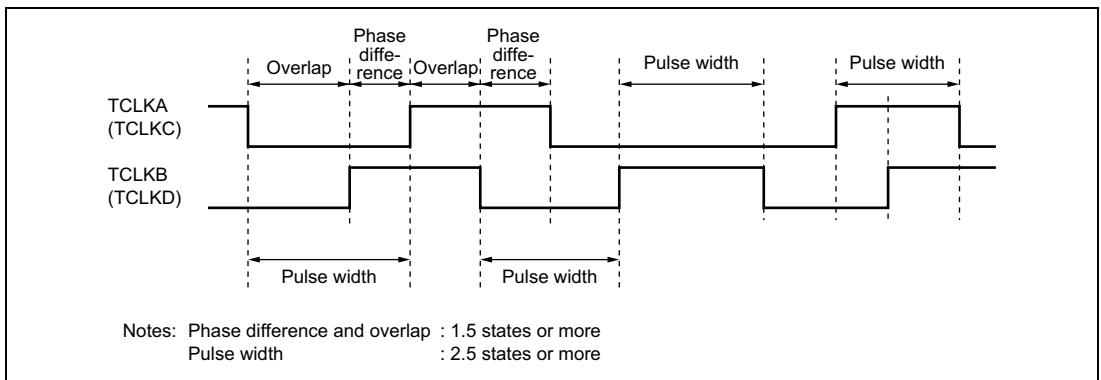 Phase
diffe-
rence
Phase
diffe-
rence
Overlap
Overlap
Pulse width
Pulse width
TCLKA
(TCLKC)
TCLKB
(TCLKD)
Pulse width
Pulse width
Notes: Phase difference and overlap : 1.5 states or more
Pulse width : 2.5 states or more